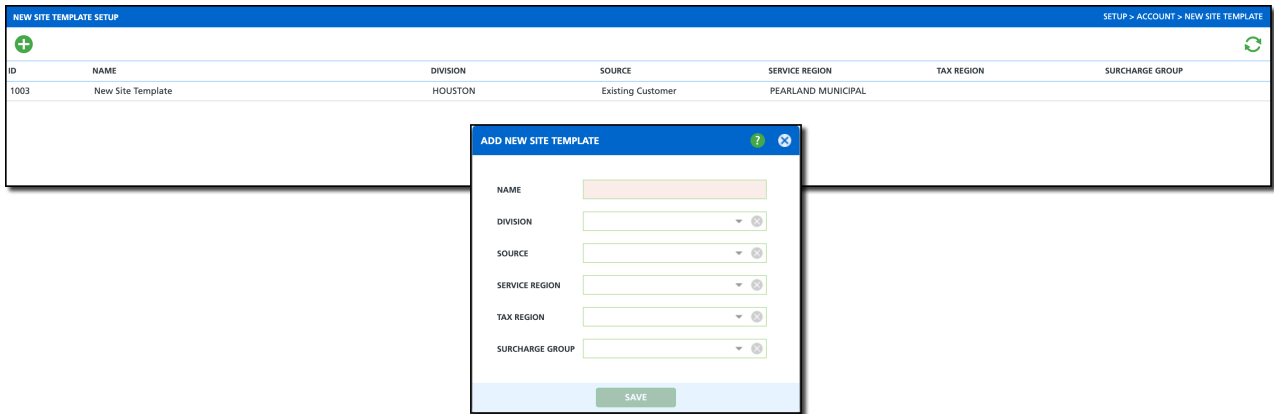 NEW SITE TEMPLATE SETUP SETUP > ACCOUNT > NEW SITE TEMPLATE
ID NAME DIVISION SOURCE SERVICE REGION TAX REGION SURCHARGE GROUP
1003 New Site Template HOUSTON Existing Customer PEARLAND MUNICIPAL
ADD NEW SITE TEMPLATE ?
NAME
DIVISION
SOURCE
SERVICE REGION
TAX REGION
SURCHARGE GROUP
SAVE